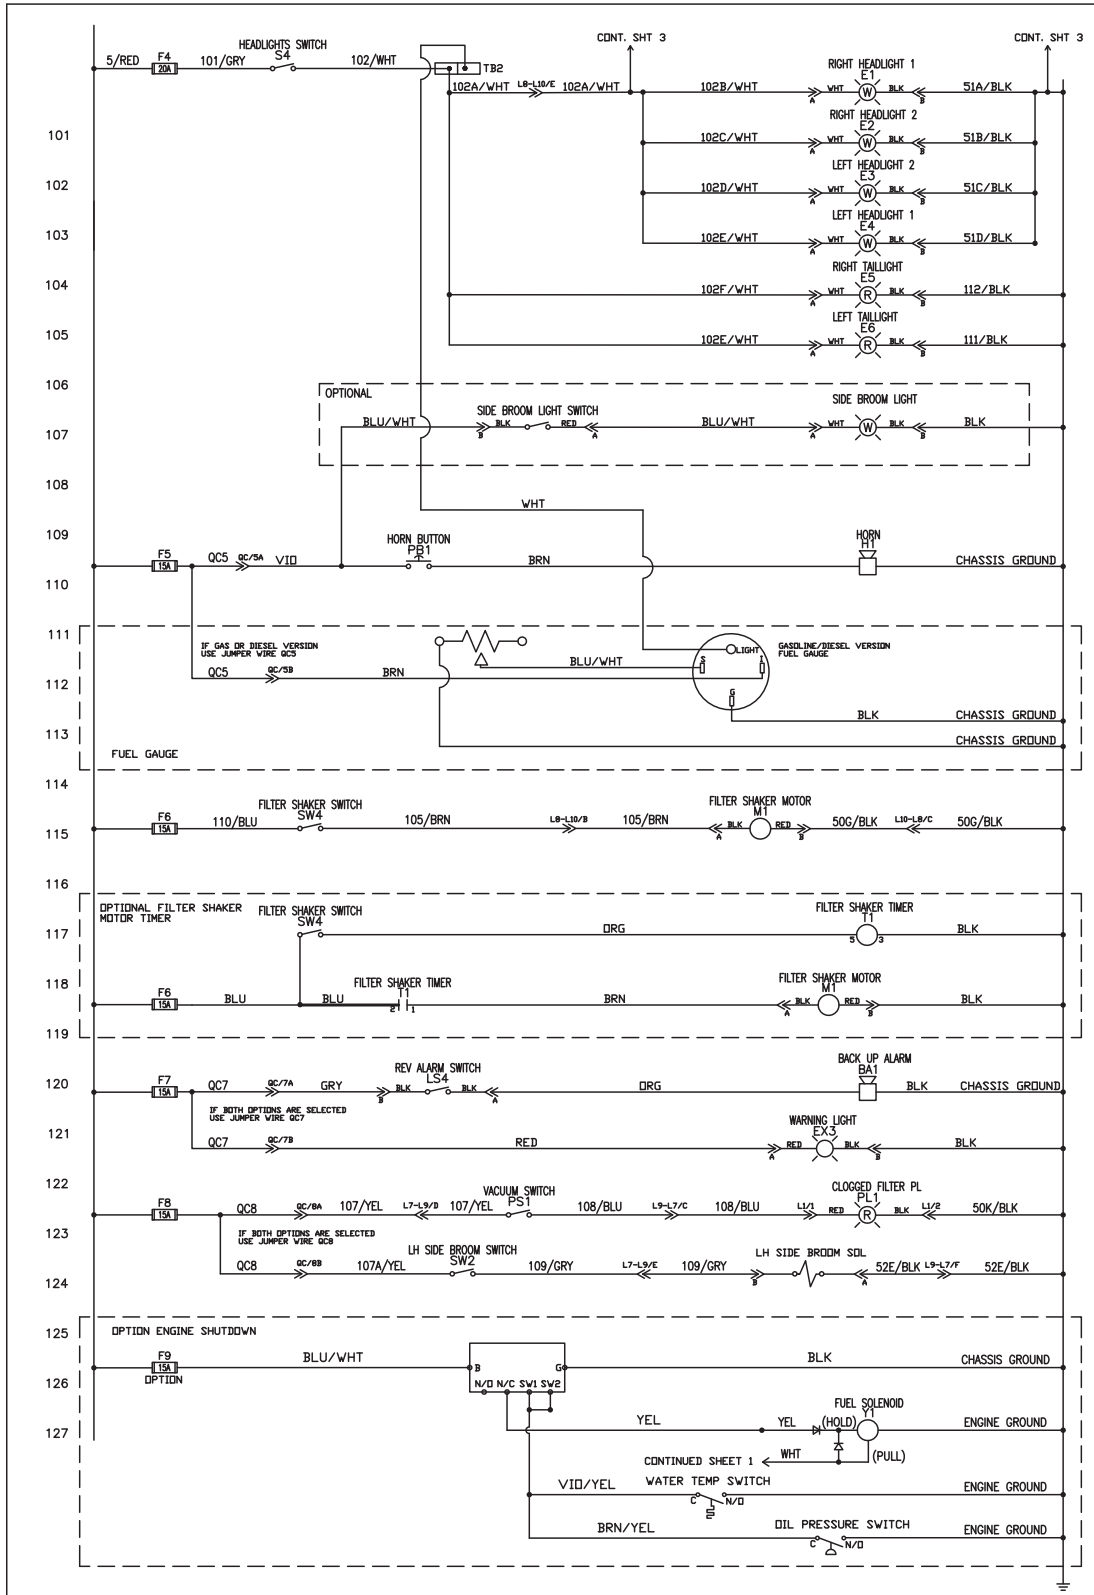 CONT. SHT 3
CONT. SHT 3
HEADLIGHTS SWITCH
5/RED F4 20A 101/GRY S4 102/WHT TB2
RIGHT HEADLIGHT 1
E1
102A/WHT L8-L10/E 102A/WHT 102B/WHT A WHT W BLK B 51A/BLK
RIGHT HEADLIGHT 2
E2
101
102C/WHT A WHT W BLK B 51B/BLK
LEFT HEADLIGHT 2
E3
102
102D/WHT A WHT W BLK B 51C/BLK
LEFT HEADLIGHT 1
E4
103
102E/WHT A WHT W BLK B 51D/BLK
RIGHT TAILLIGHT
E5
104
102F/WHT A WHT R BLK B 112/BLK
LEFT TAILLIGHT
E6
105
102E/WHT A WHT R BLK B 111/BLK
106
OPTIONAL
SIDE BROOM LIGHT SWITCH
SIDE BROOM LIGHT
107
BLU/WHT B BLK RED A BLU/WHT A WHT W BLK B BLK
108
WHT
109
HORN BUTTON
PB1
HORN
H1
F5 15A QC5 QC/5A VIO BRN CHASSIS GROUND
110
111
IF GAS OR DIESEL VERSION
USE JUMPER WIRE QC5
LIGHT
GASOLINE/DIESEL VERSION
FUEL GAUGE
BLU/WHT S I
112
QC5 QC/5B BRN
G
BLK CHASSIS GROUND
113
CHASSIS GROUND
FUEL GAUGE
114
FILTER SHAKER SWITCH
SW4
FILTER SHAKER MOTOR
M1
115
F6 15A 110/BLU 105/BRN L8-L10/B 105/BRN A BLK RED B 50G/BLK L10-L8/C 50G/BLK
116
OPTIONAL FILTER SHAKER
MOTOR TIMER
FILTER SHAKER SWITCH
SW4
FILTER SHAKER TIMER
T1
117
ORG 5 3 BLK
118
FILTER SHAKER TIMER
T1
FILTER SHAKER MOTOR
M1
F6 15A BLU BLU 2 1 BRN A BLK RED B BLK
119
REV ALARM SWITCH
LS4
BACK UP ALARM
BA1
120
F7 15A QC7 QC/7A GRY B BLK BLK A ORG BLK CHASSIS GROUND
IF BOTH OPTIONS ARE SELECTED
USE JUMPER WIRE QC7
WARNING LIGHT
EX3
121
QC7 QC/7B RED A RED BLK B BLK
122
VACUUM SWITCH
PS1
CLOGGED FILTER PL
PL1
F8 15A QC8 QC/8A 107/YEL L7-L9/D 107/YEL 108/BLU L9-L7/C 108/BLU L1/1 RED R BLK L1/2 50K/BLK
123
IF BOTH OPTIONS ARE SELECTED
USE JUMPER WIRE QC8
LH SIDE BROOM SWITCH
SW2
LH SIDE BROOM SOL
124
QC8 QC/8B 107A/YEL 109/GRY L7-L9/E 109/GRY B A 52E/BLK L9-L7/F 52E/BLK
125
OPTION ENGINE SHUTDOWN
F9 15A OPTION BLU/WHT B G BLK CHASSIS GROUND
126
N/O N/C SW1 SW2
FUEL SOLENOID
Y1
127
YEL YEL (HOLD) ENGINE GROUND
CONTINUED SHEET 1 WHT (PULL)
VIO/YEL WATER TEMP SWITCH ENGINE GROUND
C N/O
BRN/YEL OIL PRESSURE SWITCH ENGINE GROUND
C N/O